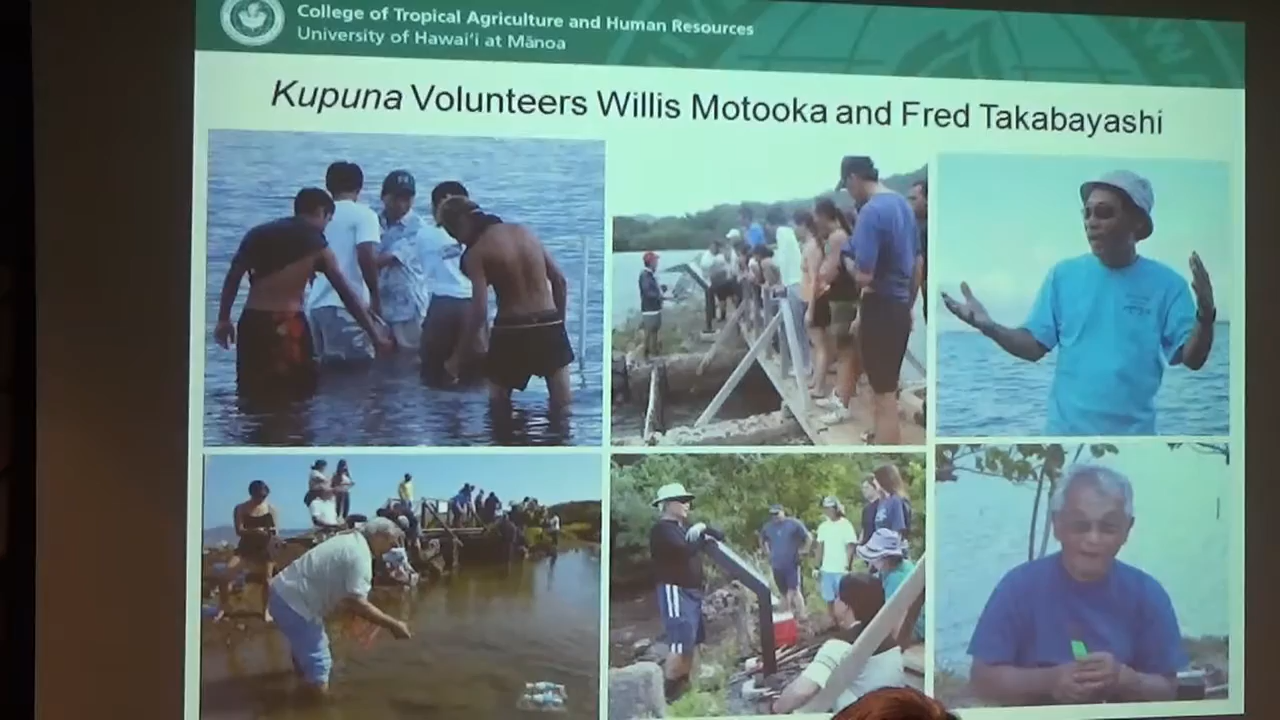 College of Tropical Agriculture and Human Resources
University of Hawai‘i at Mānoa
Kupuna Volunteers Willis Motooka and Fred Takabayashi